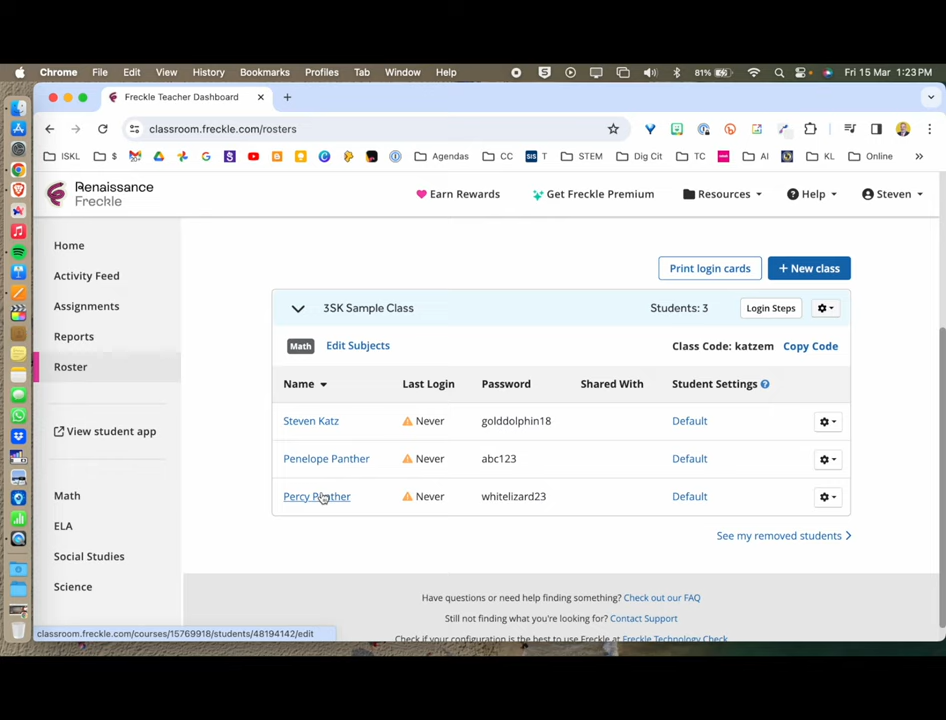 Chrome File Edit View History Bookmarks Profiles Tab Window Help 81% Fri 15 Mar 1:23 PM
Freckle Teacher Dashboard
classroom.freckle.com/rosters
ISKL $ Agendas CC SIS T STEM Dig Cit TC AI KL Online
Renaissance
Freckle
Earn Rewards Get Freckle Premium Resources Help Steven
Home
Activity Feed
Assignments
Reports
Roster
View student app
Math
ELA
Social Studies
Science
Print login cards + New class
3SK Sample Class Students: 3 Login Steps
Math Edit Subjects Class Code: katzem Copy Code
Name Last Login Password Shared With Student Settings
Steven Katz Never golddolphin18 Default
Penelope Panther Never abc123 Default
Percy Panther Never whitelizard23 Default
See my removed students
Have questions or need help finding something? Check out our FAQ
Still not finding what you're looking for? Contact Support
Check if your configuration is the best to use Freckle at Freckle Technology Check
classroom.freckle.com/courses/15769918/students/48194142/edit